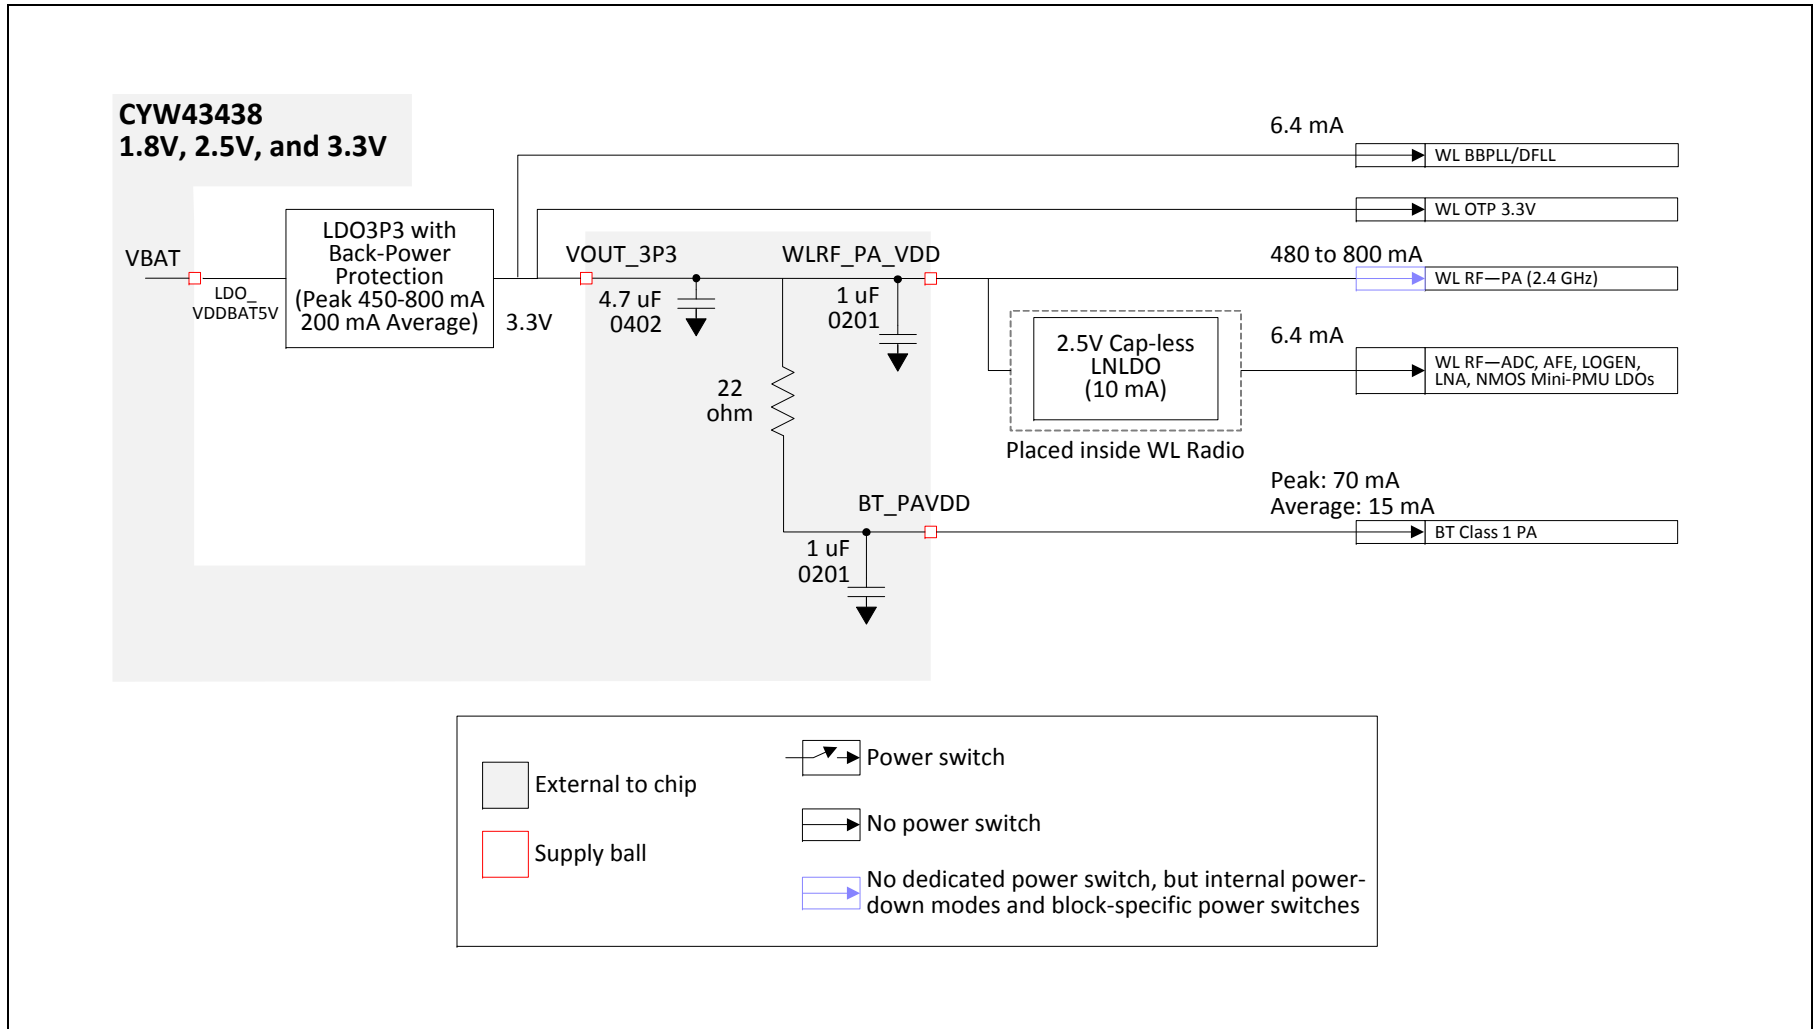 CYW43438
1.8V, 2.5V, and 3.3V
VBAT
LDO_
VDDBAT5V
LDO3P3 with
Back-Power
Protection
(Peak 450-800 mA
200 mA Average)
3.3V
VOUT_3P3
4.7 uF
0402
WLRF_PA_VDD
1 uF
0201
22
ohm
BT_PAVDD
1 uF
0201
2.5V Cap-less
LNLDO
(10 mA)
Placed inside WL Radio
6.4 mA
WL BBPLL/DFLL
WL OTP 3.3V
480 to 800 mA
WL RF—PA (2.4 GHz)
6.4 mA
WL RF—ADC, AFE, LOGEN,
LNA, NMOS Mini-PMU LDOs
Peak: 70 mA
Average: 15 mA
BT Class 1 PA
External to chip
Supply ball
Power switch
No power switch
No dedicated power switch, but internal power-
down modes and block-specific power switches